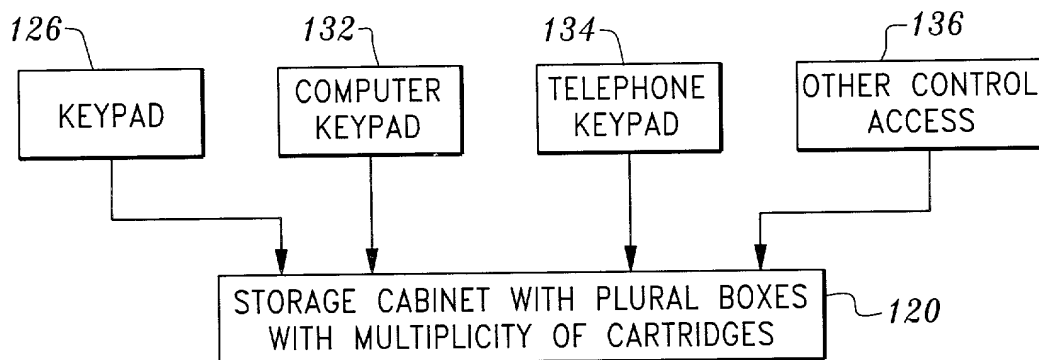 126
132
134
136
KEYPAD
COMPUTER
KEYPAD
TELEPHONE
KEYPAD
OTHER CONTROL
ACCESS
STORAGE CABINET WITH PLURAL BOXES
WITH MULTIPLICITY OF CARTRIDGES
120